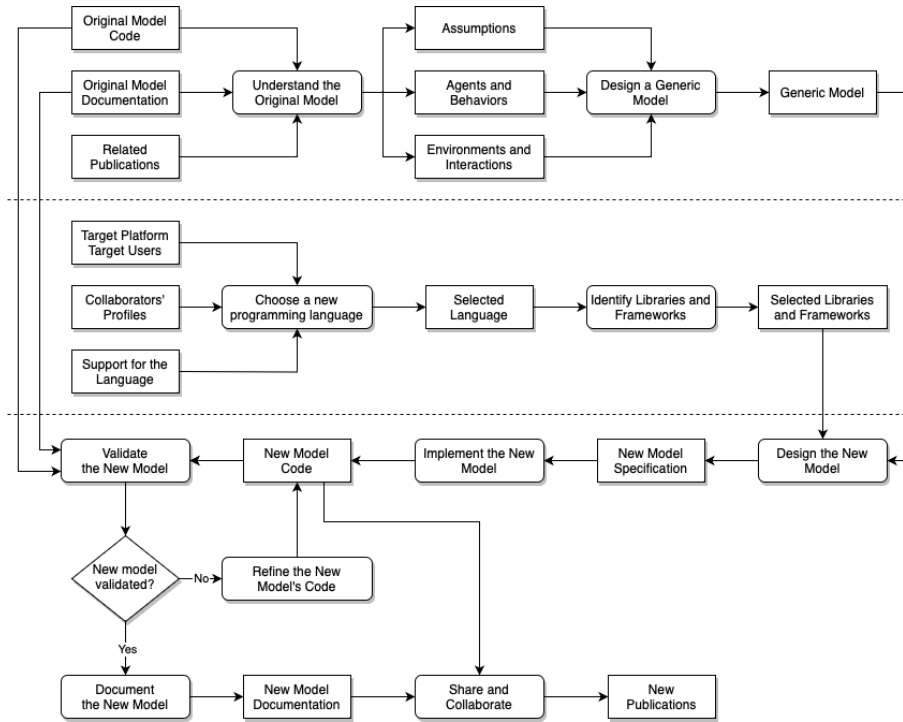 Original Model
Code
Assumptions
Original Model
Documentation
Understand the
Original Model
Agents and
Behaviors
Design a Generic
Model
Generic Model
Related
Publications
Environments and
Interactions
Target Platform
Target Users
Collaborators'
Profiles
Choose a new
programming language
Selected
Language
Identify Libraries and
Frameworks
Selected Libraries
and Frameworks
Support for the
Language
Validate
the New Model
New Model
Code
Implement the New
Model
New Model
Specification
Design the New
Model
New model
validated?
No
Refine the New
Model's Code
Yes
Document
the New Model
New Model
Documentation
Share and
Collaborate
New
Publications